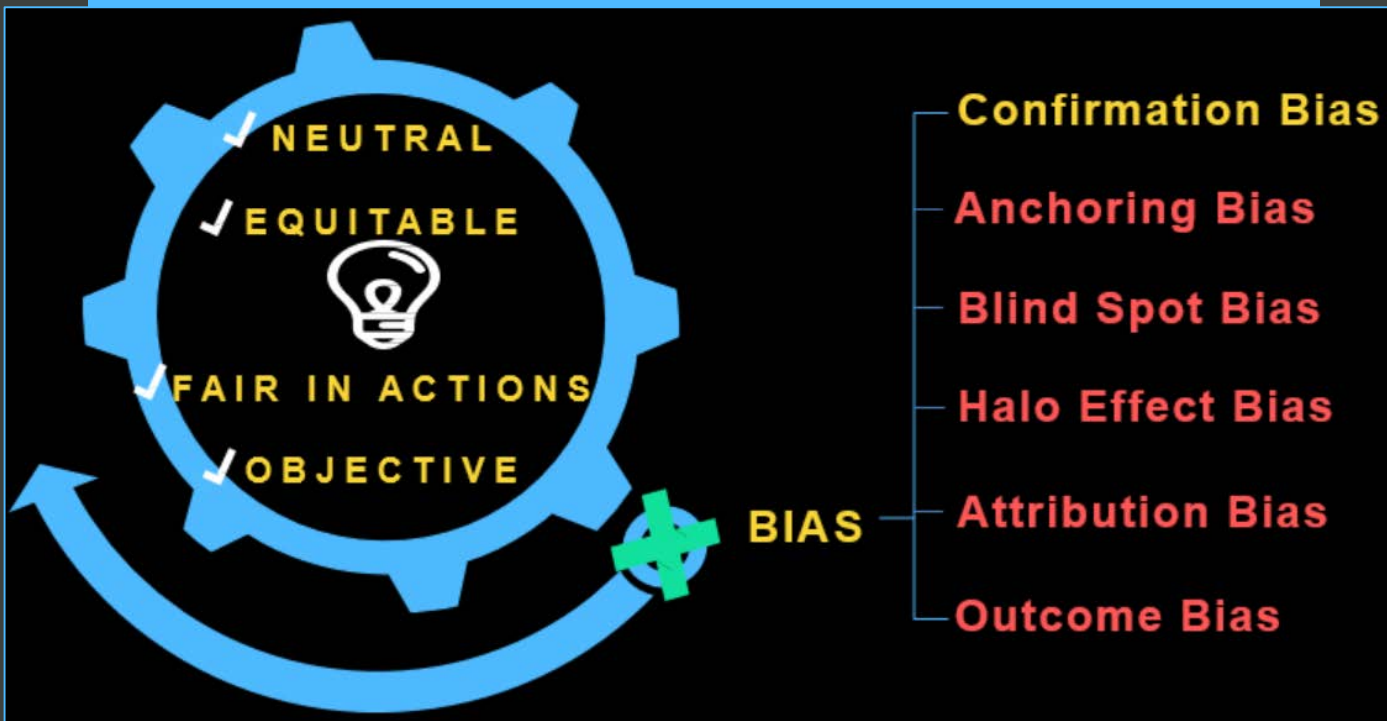 NEUTRAL
EQUITABLE
FAIR IN ACTIONS
OBJECTIVE
BIAS
Confirmation Bias
Anchoring Bias
Blind Spot Bias
Halo Effect Bias
Attribution Bias
Outcome Bias